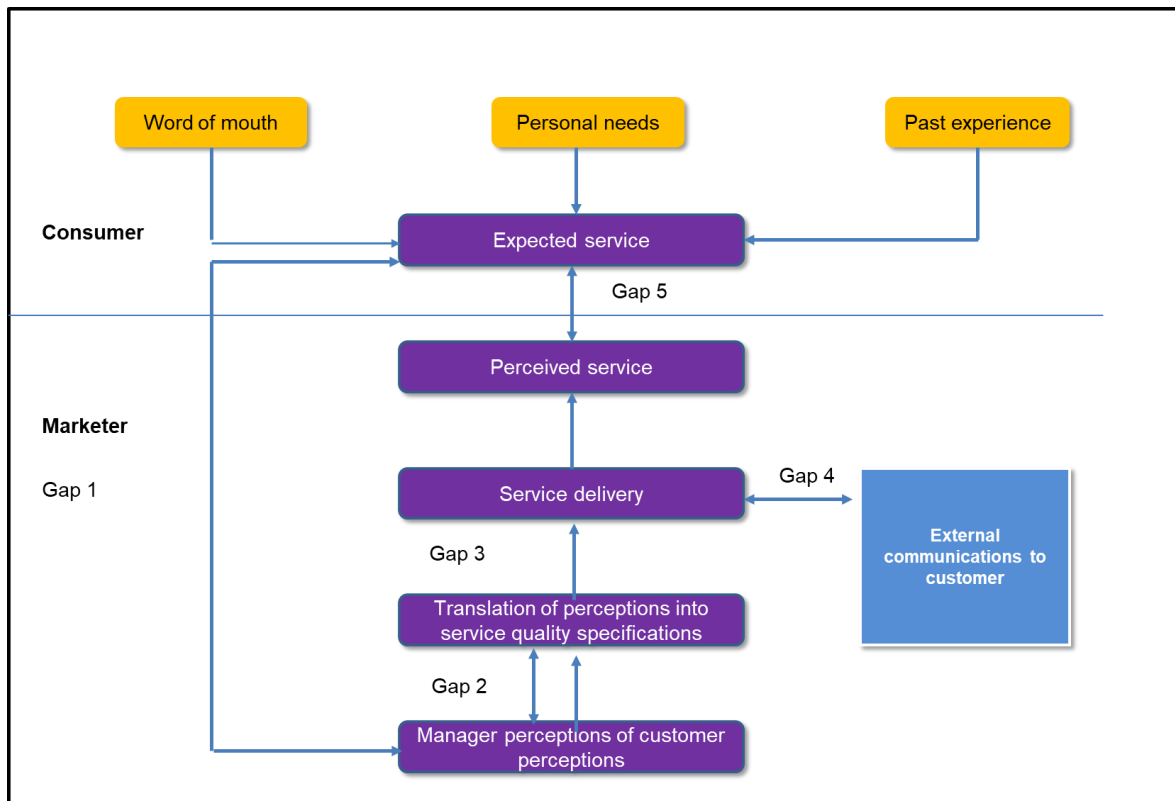 Word of mouth
Personal needs
Past experience
Consumer
Expected service
Gap 5
Perceived service
Marketer
Gap 1
Service delivery
Gap 4
External
communications to
customer
Gap 3
Translation of perceptions into
service quality specifications
Gap 2
Manager perceptions of customer
perceptions